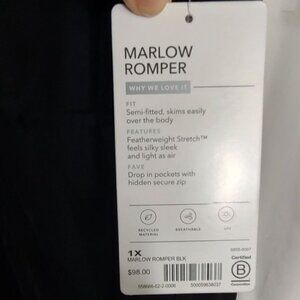 MARLOW
ROMPER
WHY WE LOVE IT
FIT
Semi-fitted, skims easily
over the body
FEATURES
Featherweight Stretch™
feels silky sleek
and light as air
FAVE
Drop in pockets with
hidden secure zip
RECYCLED
MATERIAL
BREATHABLE
UPF
1X
MARLOW ROMPER BLK
$98.00
Certified
B
Corporation